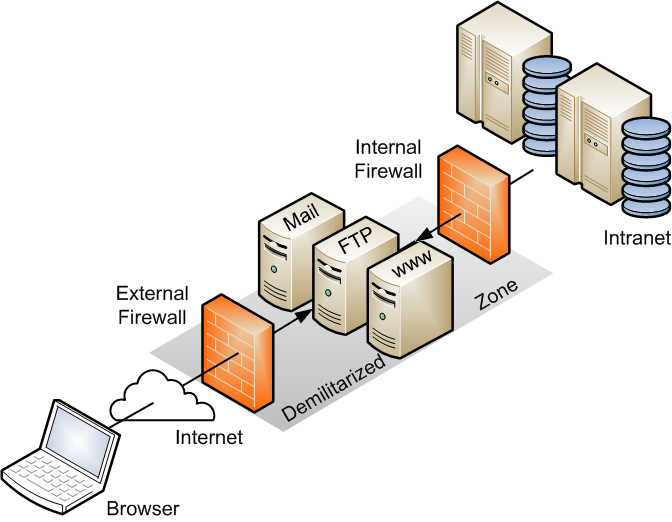 Internal
Firewall
Intranet
Mail
FTP
www
Zone
External
Firewall
Demilitarized
Internet
Browser